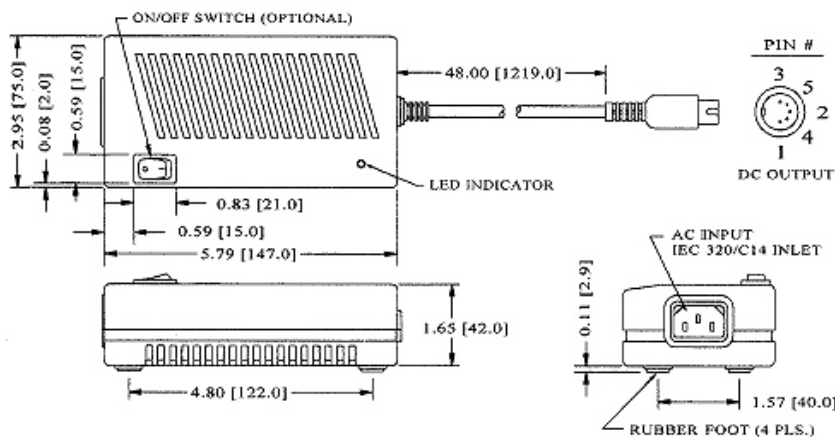 ON/OFF SWITCH (OPTIONAL)
2.95 [75.0]
0.08 [2.0]
0.59 [15.0]
48.00 [1219.0]
PIN #
3
5
2
4
1
DC OUTPUT
LED INDICATOR
0.83 [21.0]
0.59 [15.0]
5.79 [147.0]
AC INPUT
IEC 320/C14 INLET
1.65 [42.0]
0.11 [2.9]
4.80 [122.0]
1.57 [40.0]
RUBBER FOOT (4 PLS.)